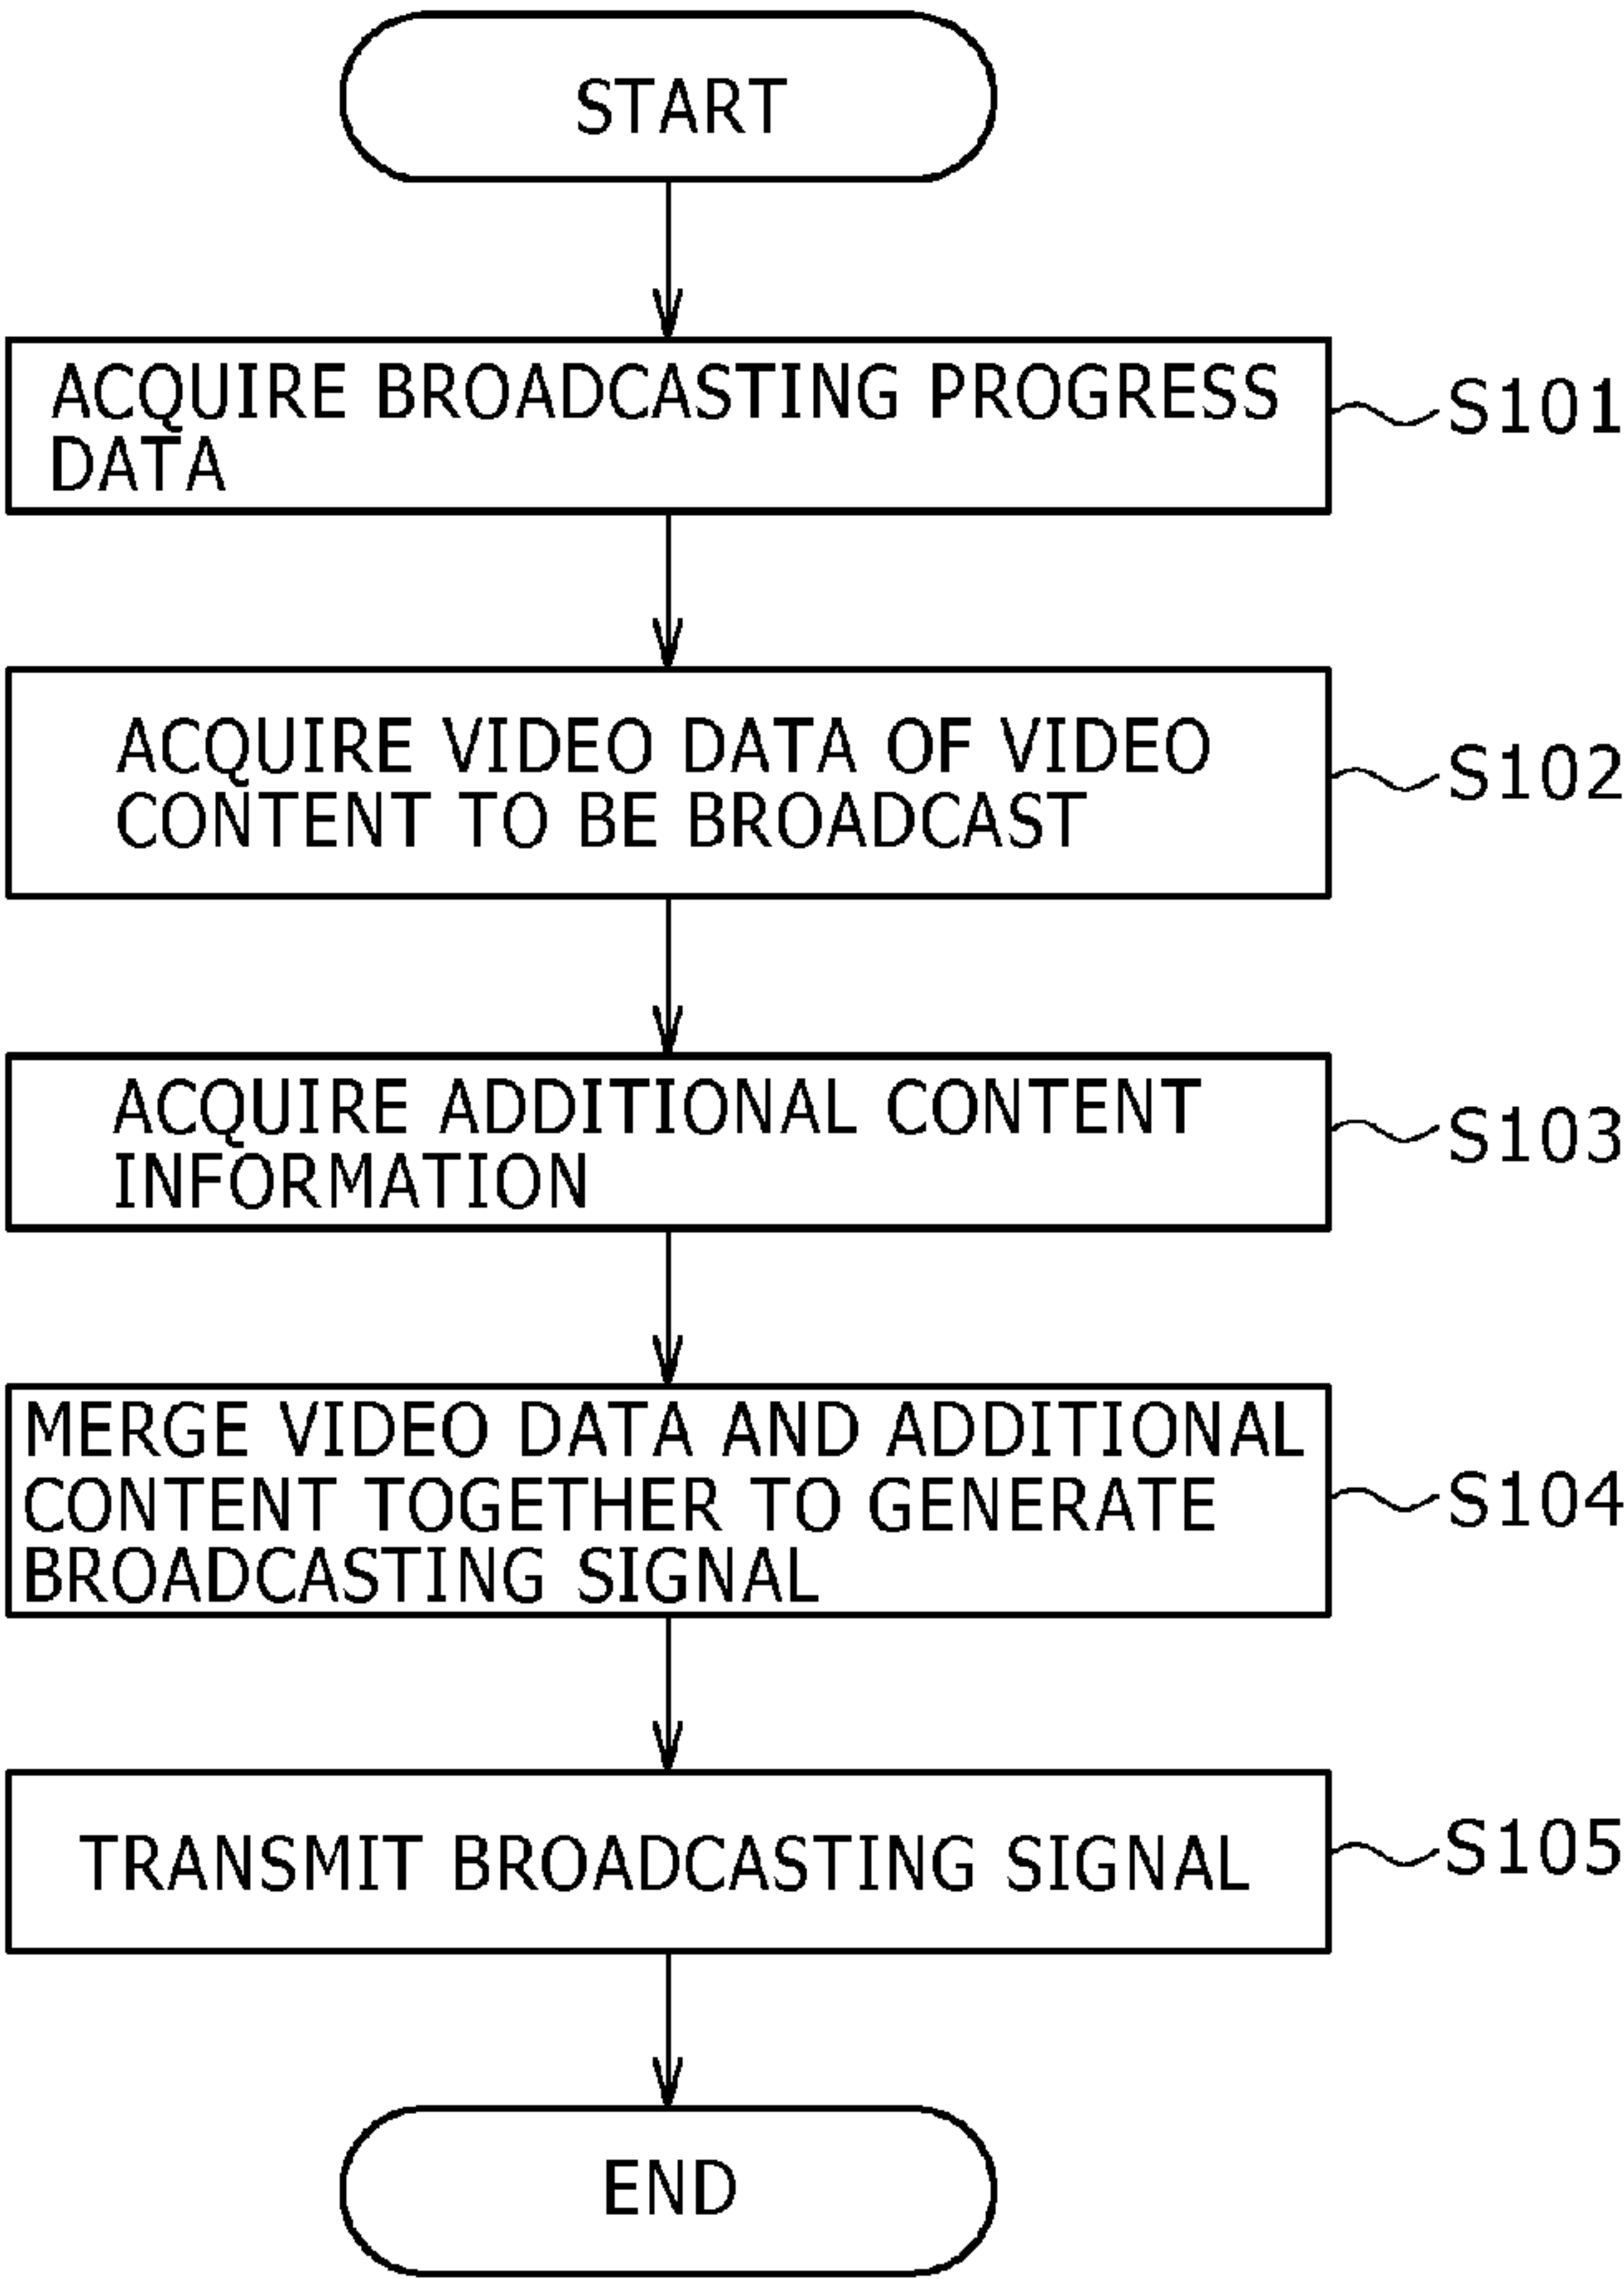 START
ACQUIRE BROADCASTING PROGRESS
DATA
S101
ACQUIRE VIDEO DATA OF VIDEO
CONTENT TO BE BROADCAST
S102
ACQUIRE ADDITIONAL CONTENT
INFORMATION
S103
MERGE VIDEO DATA AND ADDITIONAL
CONTENT TOGETHER TO GENERATE
BROADCASTING SIGNAL
S104
TRANSMIT BROADCASTING SIGNAL
S105
END